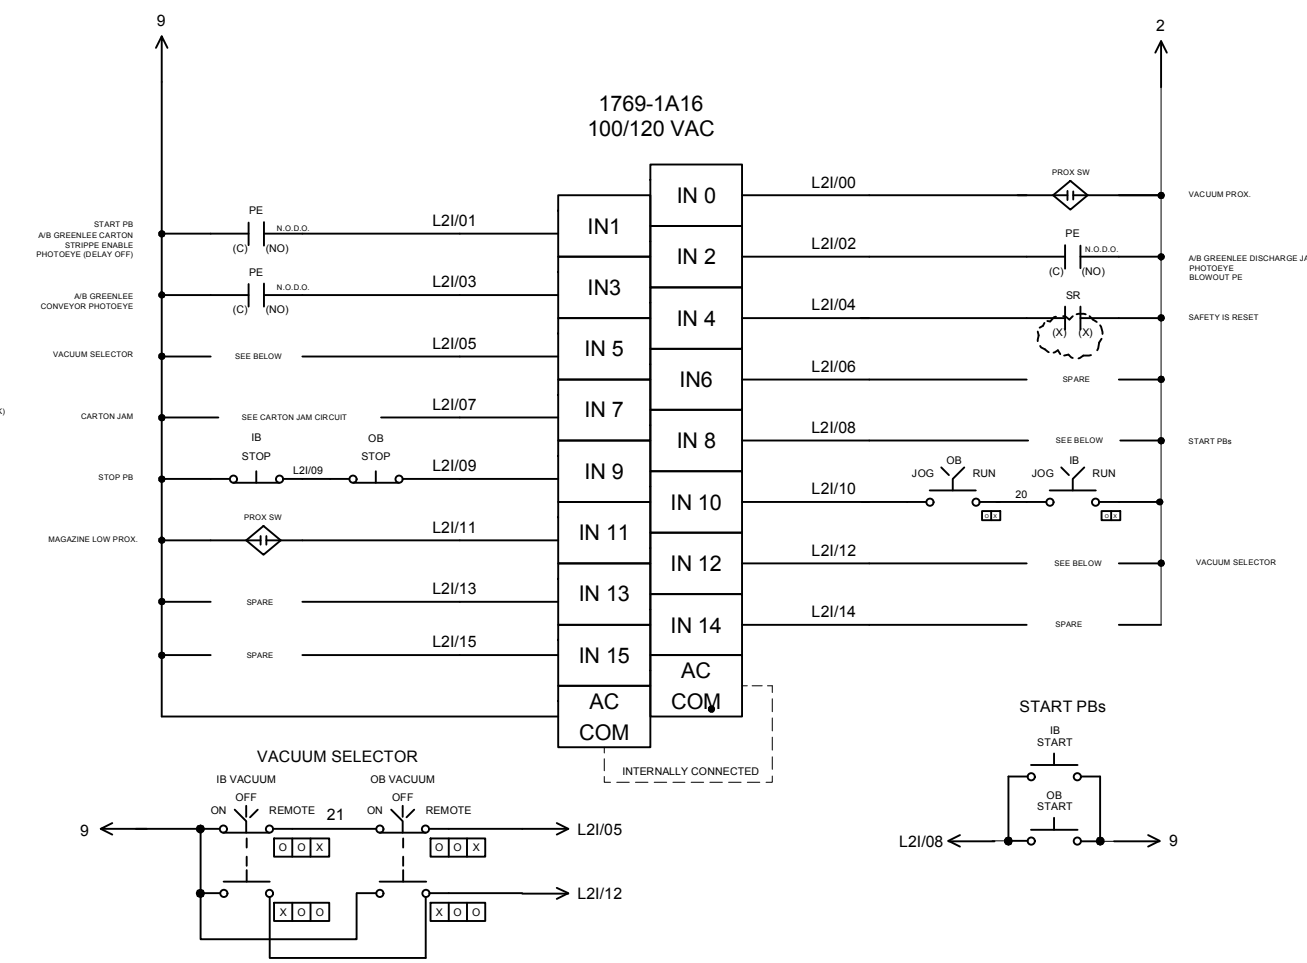 9
2
1769-1A16
100/120 VAC
IN 0
L2I/00
PROX SW
VACUUM PROX.
START PB
A/B GREENLEE CARTON
STRIPPE ENABLE
PHOTOEYE (DELAY OFF)
PE
N.O.D.O.
(C) (NO)
L2I/01
IN1
IN 2
L2I/02
PE
N.O.D.O.
(C) (NO)
A/B GREENLEE DISCHARGE JA
PHOTOEYE
BLOWOUT PE
A/B GREENLEE
CONVEYOR PHOTOEYE
PE
N.O.D.O.
(C) (NO)
L2I/03
IN3
IN 4
L2I/04
SR
(X) (X)
SAFETY IS RESET
VACUUM SELECTOR
SEE BELOW
L2I/05
IN 5
IN6
L2I/06
SPARE
K)
CARTON JAM
SEE CARTON JAM CIRCUIT
L2I/07
IN 7
IN 8
L2I/08
SEE BELOW
START PBs
STOP PB
IB
STOP
L2I/09
OB
STOP
L2I/09
IN 9
IN 10
L2I/10
OB
JOG RUN
O X
20
IB
JOG RUN
O X
MAGAZINE LOW PROX.
PROX SW
L2I/11
IN 11
IN 12
L2I/12
SEE BELOW
VACUUM SELECTOR
SPARE
L2I/13
IN 13
IN 14
L2I/14
SPARE
SPARE
L2I/15
IN 15
AC
COM
AC
COM
INTERNALLY CONNECTED
VACUUM SELECTOR
IB VACUUM
OFF
ON REMOTE
21
OB VACUUM
OFF
ON REMOTE
9
L2I/05
O O X
O O X
L2I/12
X O O
X O O
START PBs
IB
START
OB
START
L2I/08
9